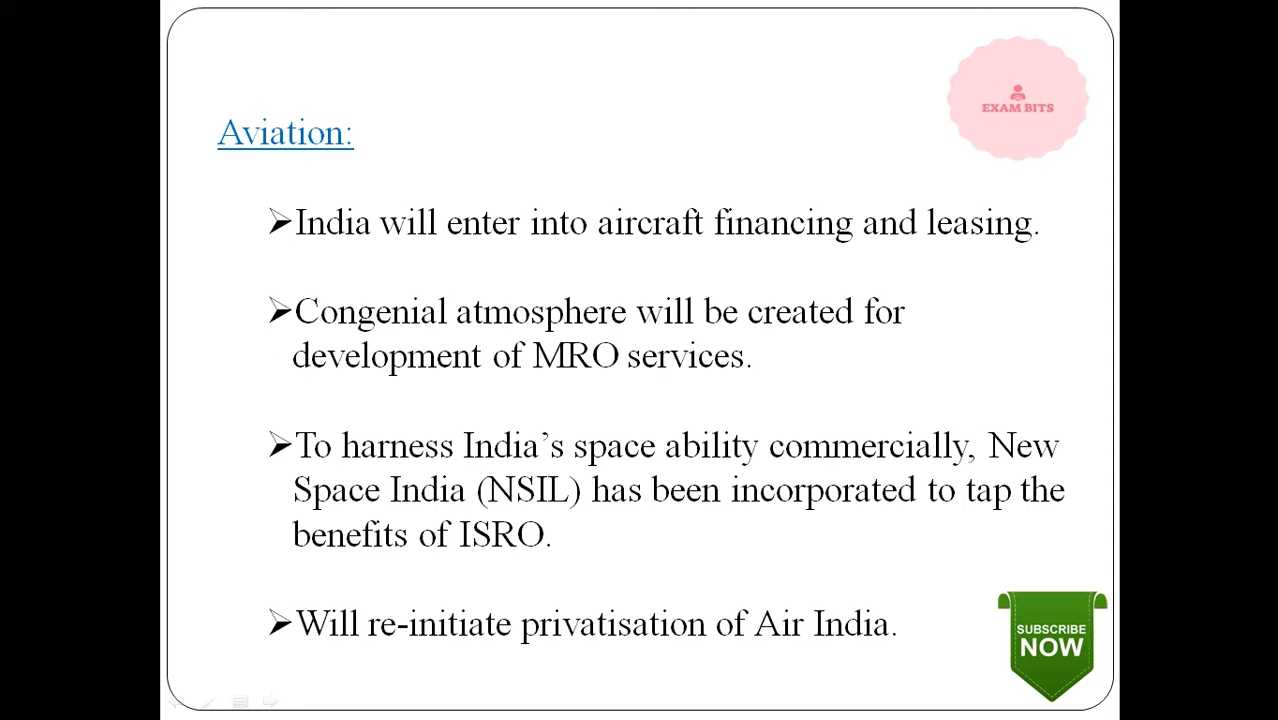 EXAM BITS
Aviation:
➢India will enter into aircraft financing and leasing.
➢Congenial atmosphere will be created for
development of MRO services.
➢To harness India’s space ability commercially, New
Space India (NSIL) has been incorporated to tap the
benefits of ISRO.
➢Will re-initiate privatisation of Air India.
SUBSCRIBE
NOW